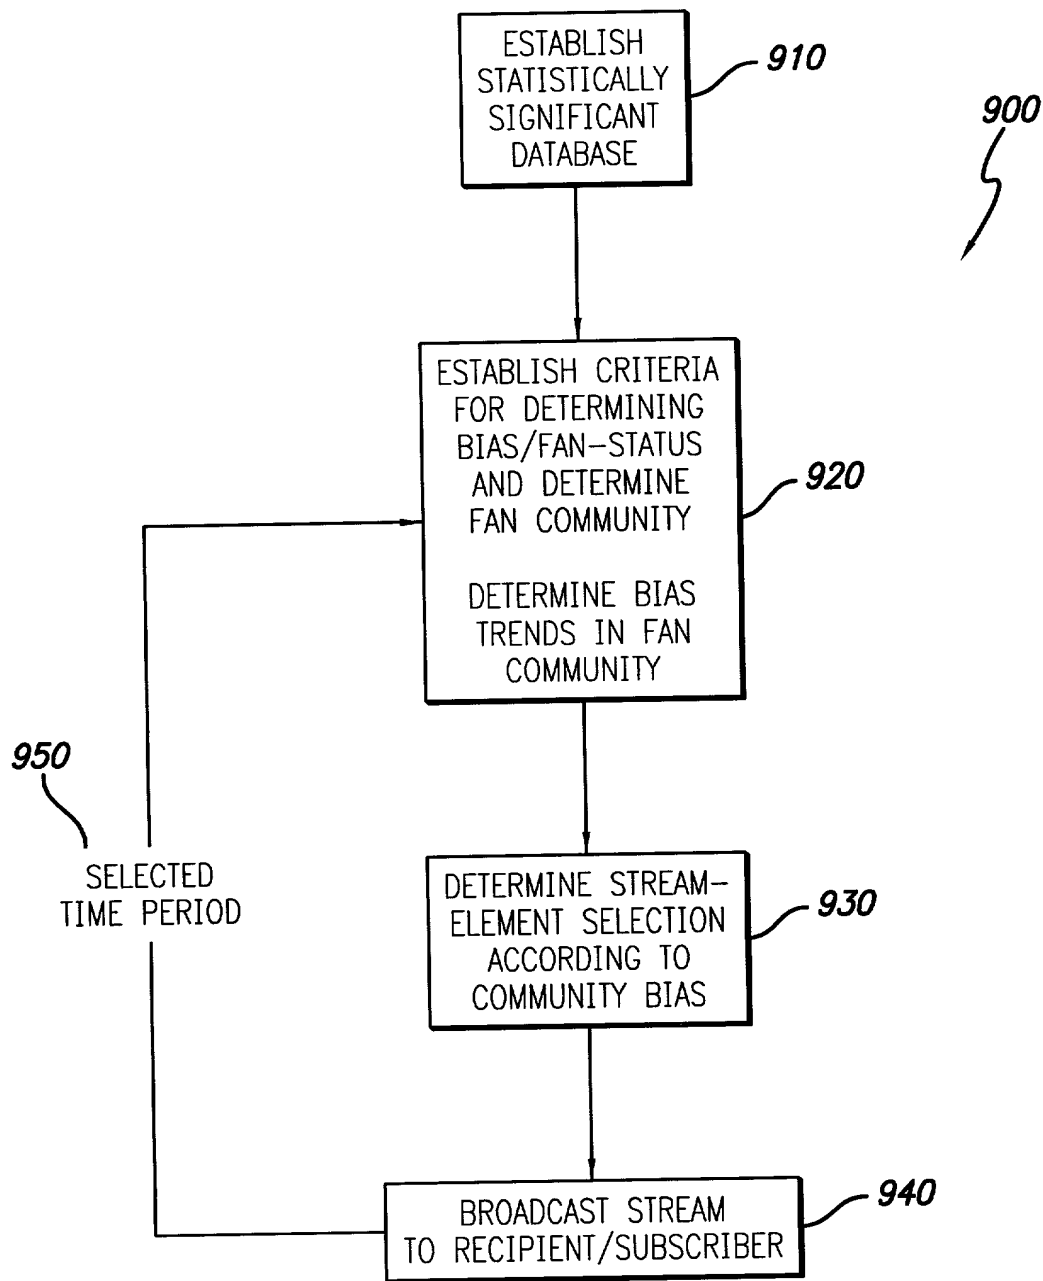 ESTABLISH
STATISTICALLY
SIGNIFICANT
DATABASE
910
900
ESTABLISH CRITERIA
FOR DETERMINING
BIAS/FAN-STATUS
AND DETERMINE
FAN COMMUNITY
DETERMINE BIAS
TRENDS IN FAN
COMMUNITY
920
950
SELECTED
TIME PERIOD
DETERMINE STREAM-
ELEMENT SELECTION
ACCORDING TO
COMMUNITY BIAS
930
BROADCAST STREAM
TO RECIPIENT/SUBSCRIBER
940